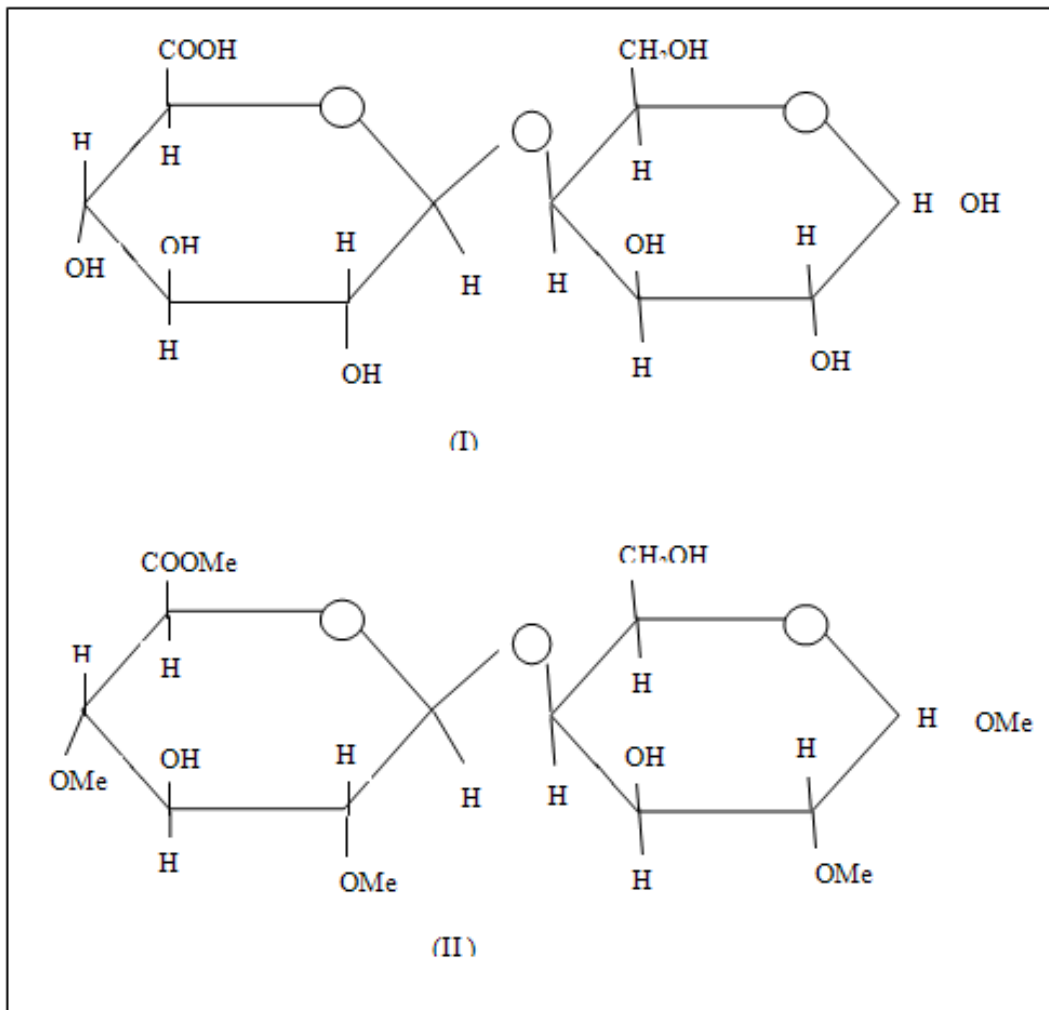 COOH CH₂OH
H H
H
H OH
OH H OH H
OH H H
H OH H OH
(I)
COOMe CH₂OH
H H H
H OMe
OH H OH H
OMe H H
H OMe H OMe
(II)